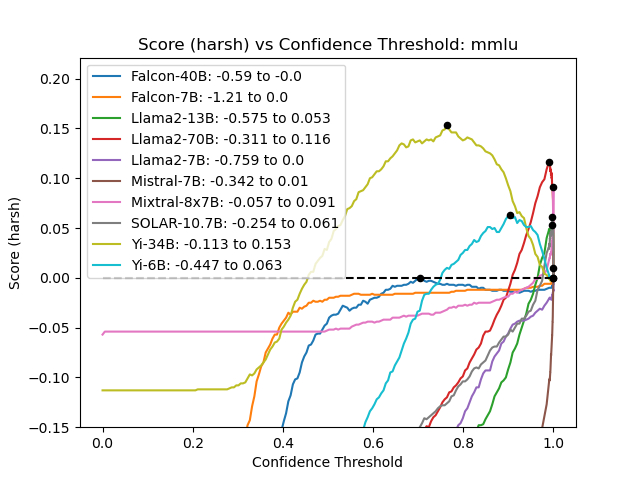 Score (harsh) vs Confidence Threshold: mmlu
Falcon-40B: -0.59 to -0.0
Falcon-7B: -1.21 to 0.0
Llama2-13B: -0.575 to 0.053
Llama2-70B: -0.311 to 0.116
Llama2-7B: -0.759 to 0.0
Mistral-7B: -0.342 to 0.01
Mixtral-8x7B: -0.057 to 0.091
SOLAR-10.7B: -0.254 to 0.061
Yi-34B: -0.113 to 0.153
Yi-6B: -0.447 to 0.063
Score (harsh)
0.20
0.15
0.10
0.05
0.00
−0.05
−0.10
−0.15
0.0 0.2 0.4 0.6 0.8 1.0
Confidence Threshold